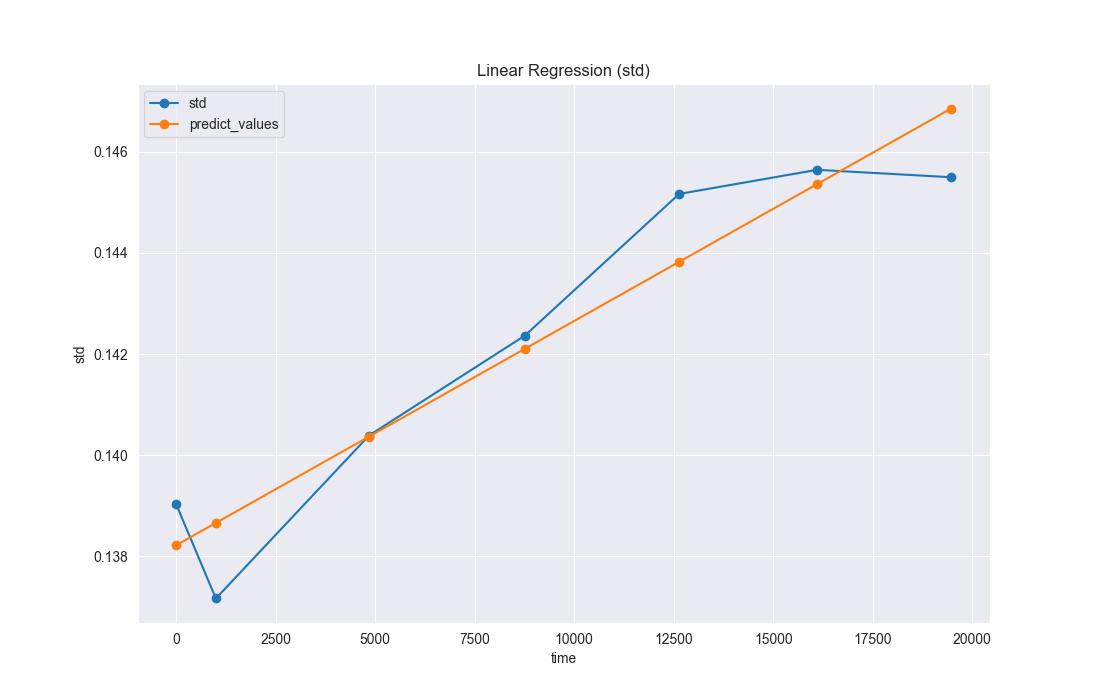 Linear Regression (std)
std
predict_values
0.146
0.144
0.142
0.140
0.138
std
0 2500 5000 7500 10000 12500 15000 17500 20000
time